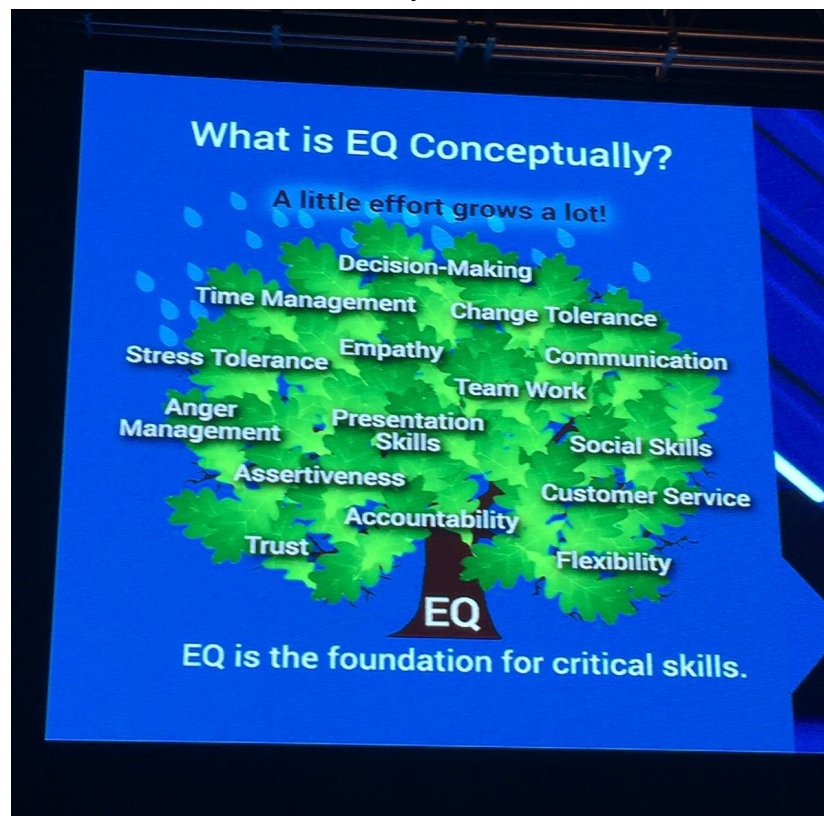 What is EQ Conceptually?
A little effort grows a lot!
Decision-Making
Time Management
Change Tolerance
Stress Tolerance
Empathy
Communication
Team Work
Anger
Management
Presentation
Skills
Social Skills
Assertiveness
Customer Service
Accountability
Trust
Flexibility
EQ
EQ is the foundation for critical skills.